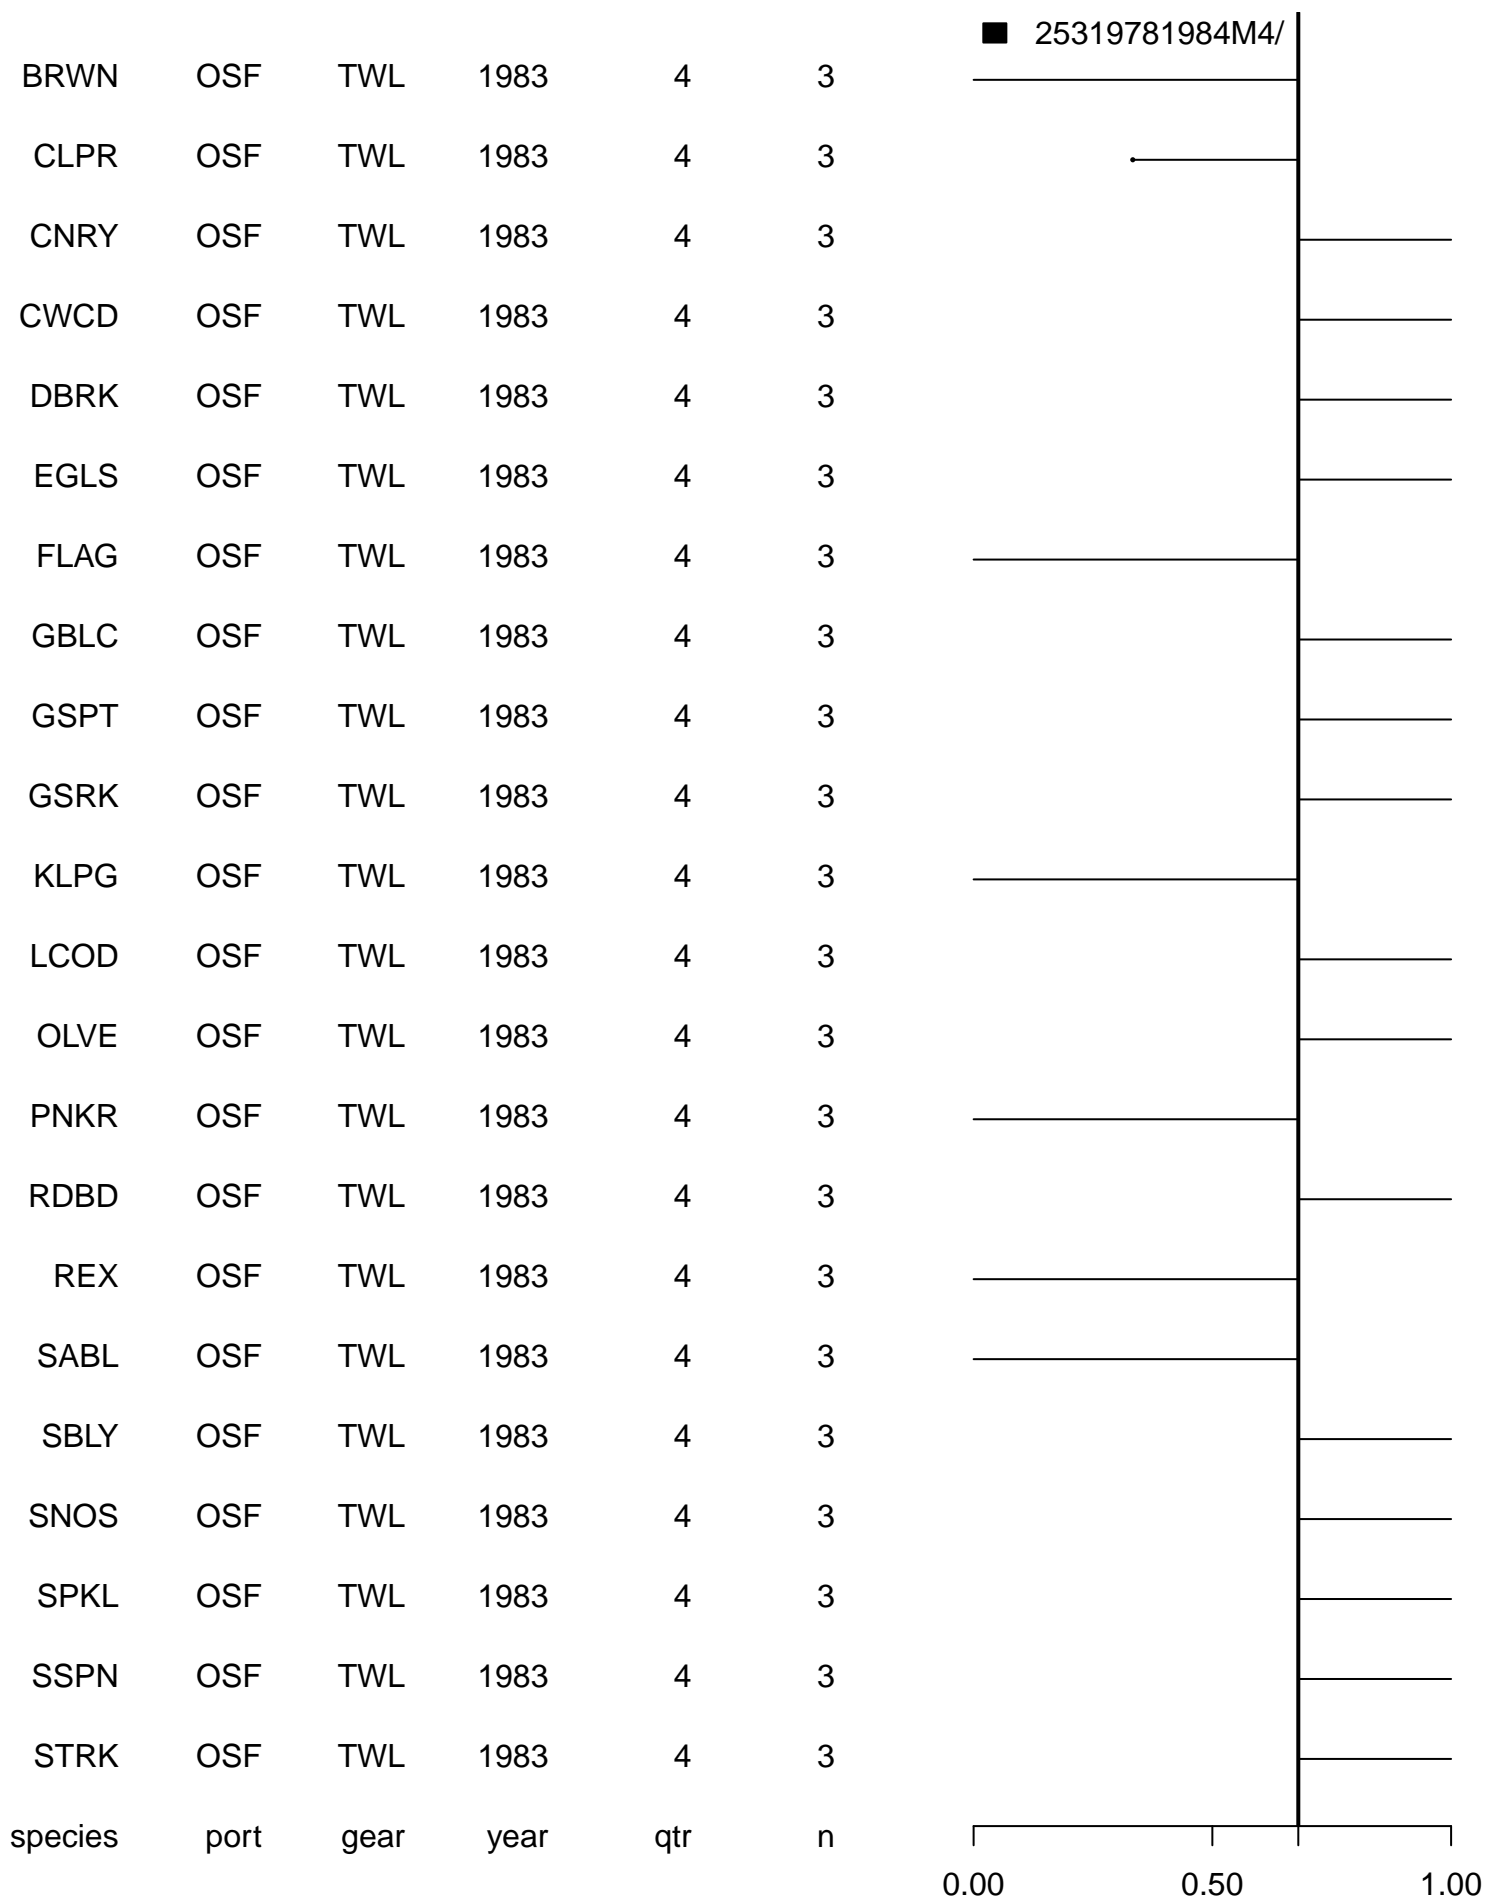 25319781984M4/
BRWN OSF TWL 1983 4 3
CLPR OSF TWL 1983 4 3
CNRY OSF TWL 1983 4 3
CWCD OSF TWL 1983 4 3
DBRK OSF TWL 1983 4 3
EGLS OSF TWL 1983 4 3
FLAG OSF TWL 1983 4 3
GBLC OSF TWL 1983 4 3
GSPT OSF TWL 1983 4 3
GSRK OSF TWL 1983 4 3
KLPG OSF TWL 1983 4 3
LCOD OSF TWL 1983 4 3
OLVE OSF TWL 1983 4 3
PNKR OSF TWL 1983 4 3
RDBD OSF TWL 1983 4 3
REX OSF TWL 1983 4 3
SABL OSF TWL 1983 4 3
SBLY OSF TWL 1983 4 3
SNOS OSF TWL 1983 4 3
SPKL OSF TWL 1983 4 3
SSPN OSF TWL 1983 4 3
STRK OSF TWL 1983 4 3
species port gear year qtr n
0.00 0.50 1.00